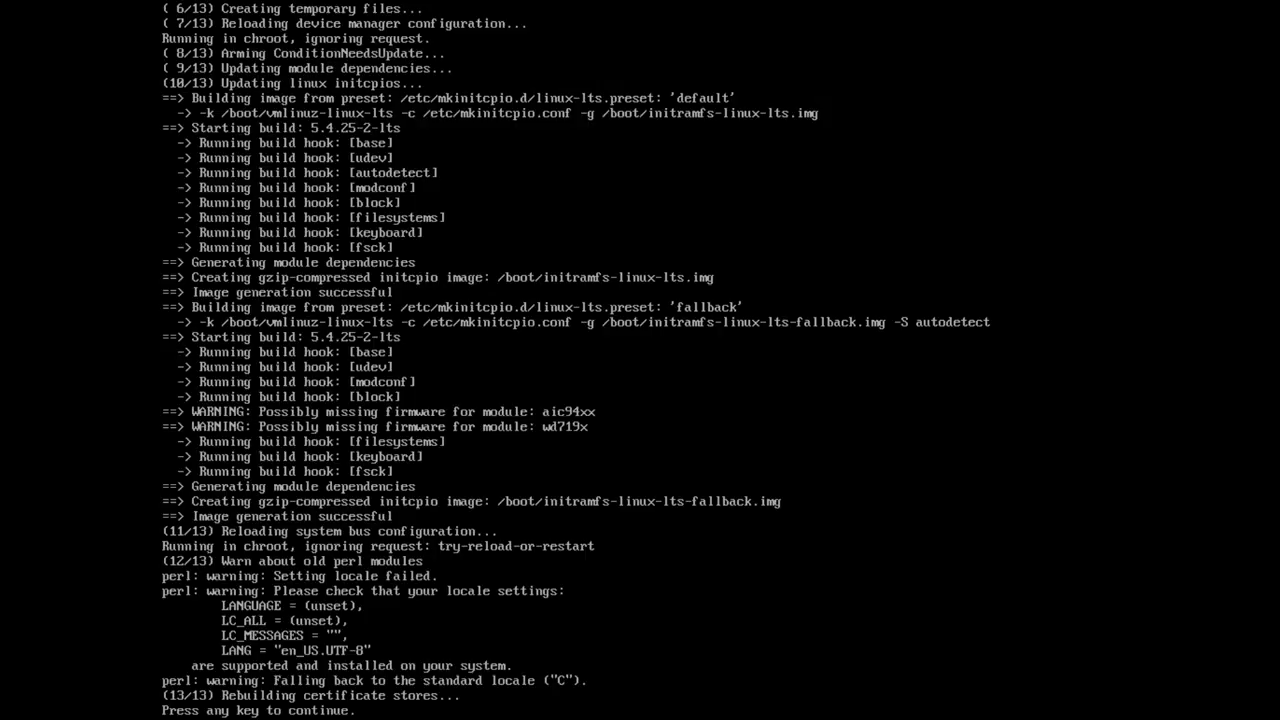 ( 6/13) Creating temporary files...
( 7/13) Reloading device manager configuration...
Running in chroot, ignoring request.
( 8/13) Arming ConditionNeedsUpdate...
( 9/13) Updating module dependencies...
(10/13) Updating linux initcpios...
==> Building image from preset: /etc/mkinitcpio.d/linux-lts.preset: 'default'
  -> -k /boot/vmlinuz-linux-lts -c /etc/mkinitcpio.conf -g /boot/initramfs-linux-lts.img
==> Starting build: 5.4.25-2-lts
  -> Running build hook: [base]
  -> Running build hook: [udev]
  -> Running build hook: [autodetect]
  -> Running build hook: [modconf]
  -> Running build hook: [block]
  -> Running build hook: [filesystems]
  -> Running build hook: [keyboard]
  -> Running build hook: [fsck]
==> Generating module dependencies
==> Creating gzip-compressed initcpio image: /boot/initramfs-linux-lts.img
==> Image generation successful
==> Building image from preset: /etc/mkinitcpio.d/linux-lts.preset: 'fallback'
  -> -k /boot/vmlinuz-linux-lts -c /etc/mkinitcpio.conf -g /boot/initramfs-linux-lts-fallback.img -S autodetect
==> Starting build: 5.4.25-2-lts
  -> Running build hook: [base]
  -> Running build hook: [udev]
  -> Running build hook: [modconf]
  -> Running build hook: [block]
==> WARNING: Possibly missing firmware for module: aic94xx
==> WARNING: Possibly missing firmware for module: wd719x
  -> Running build hook: [filesystems]
  -> Running build hook: [keyboard]
  -> Running build hook: [fsck]
==> Generating module dependencies
==> Creating gzip-compressed initcpio image: /boot/initramfs-linux-lts-fallback.img
==> Image generation successful
(11/13) Reloading system bus configuration...
Running in chroot, ignoring request: try-reload-or-restart
(12/13) Warn about old perl modules
perl: warning: Setting locale failed.
perl: warning: Please check that your locale settings:
        LANGUAGE = (unset),
        LC_ALL = (unset),
        LC_MESSAGES = "",
        LANG = "en_US.UTF-8"
    are supported and installed on your system.
perl: warning: Falling back to the standard locale ("C").
(13/13) Rebuilding certificate stores...
Press any key to continue.